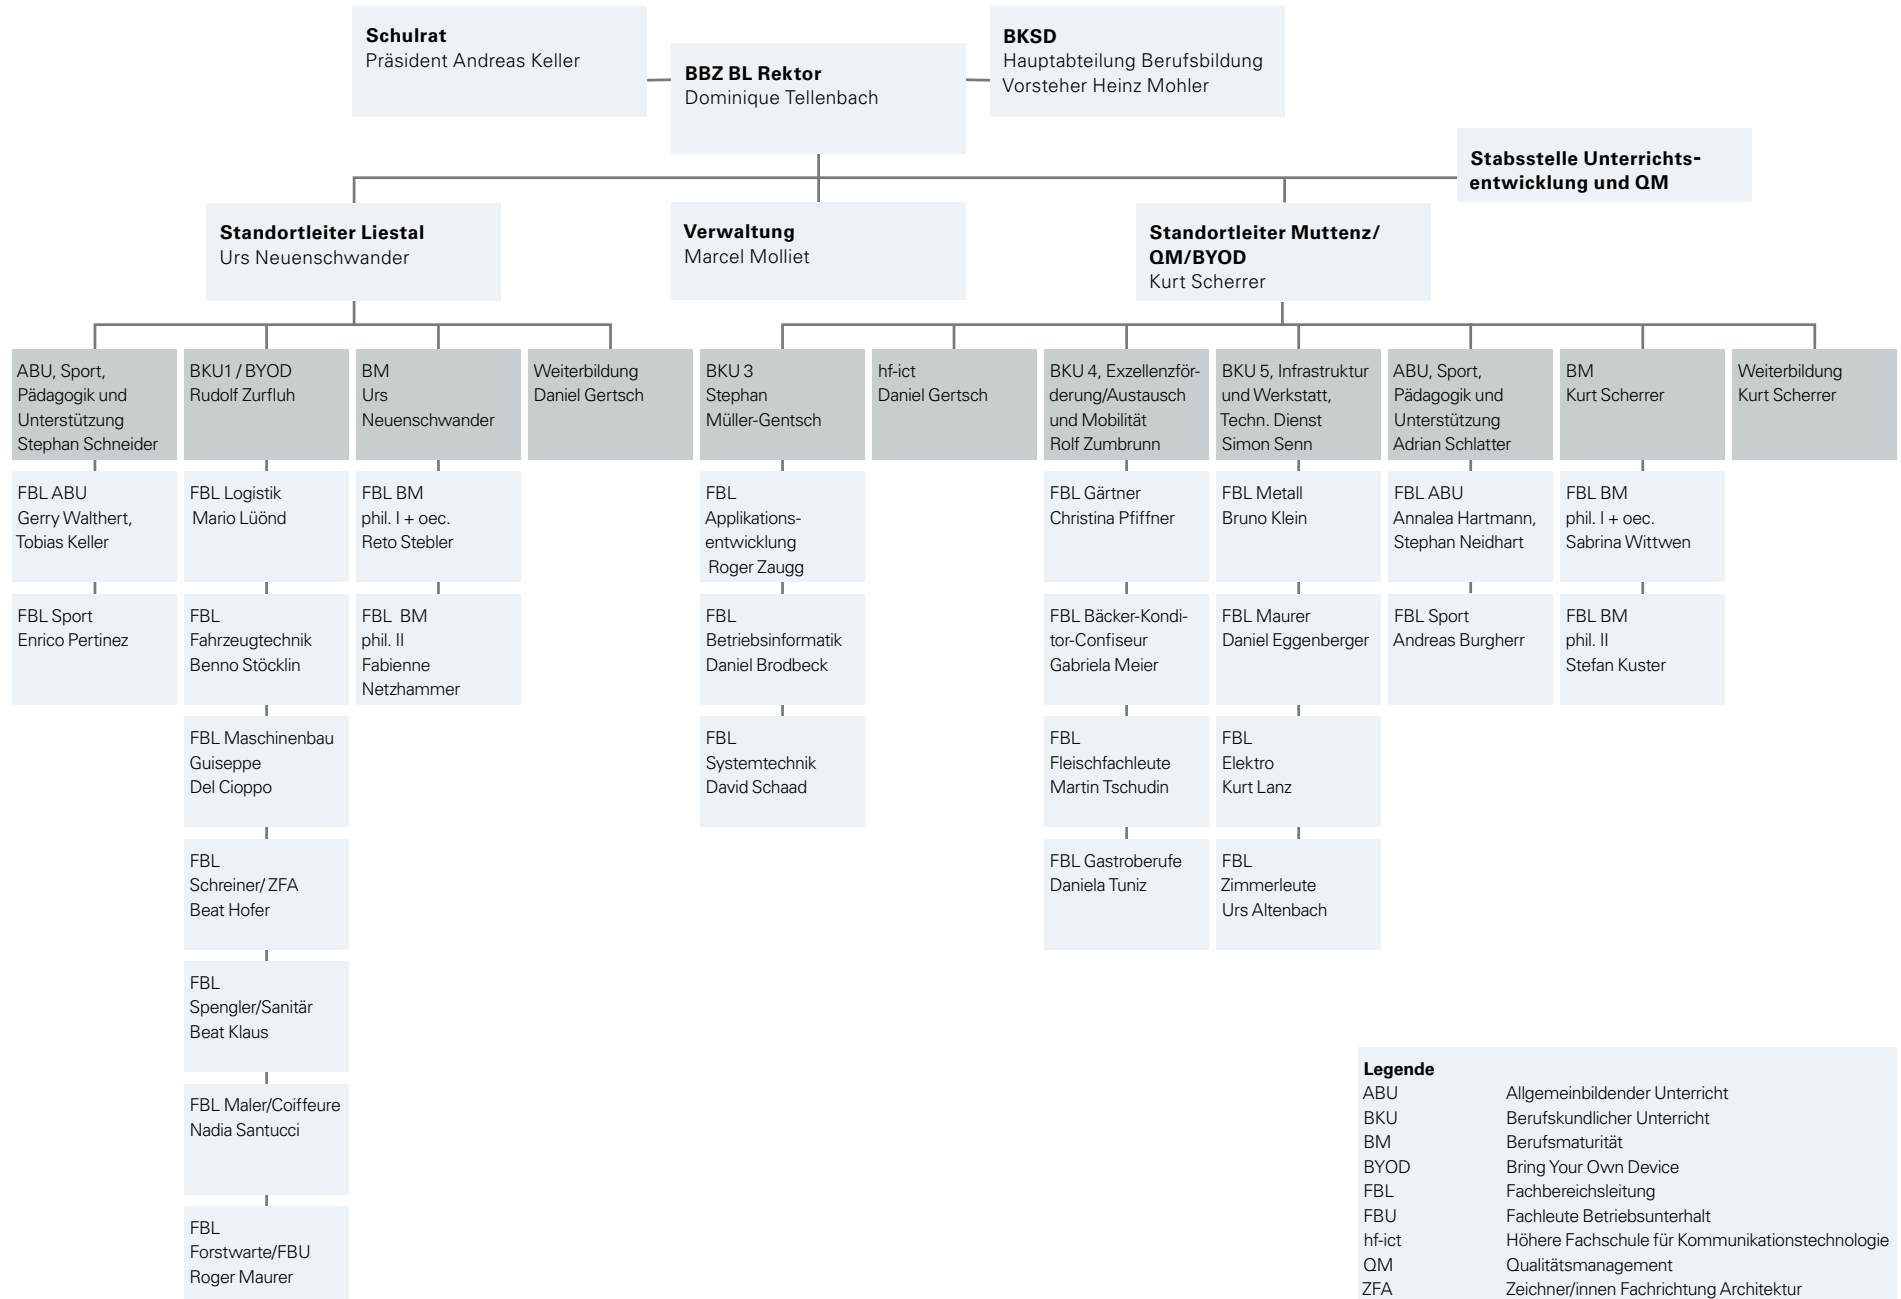 Schulrat
Präsident Andreas Keller
BBZ BL Rektor
Dominique Tellenbach
BKSD
Hauptabteilung Berufsbildung
Vorsteher Heinz Mohler
Stabsstelle Unterrichts-
entwicklung und QM
Standortleiter Liestal
Urs Neuenschwander
Verwaltung
Marcel Molliet
Standortleiter Muttenz/
QM/BYOD
Kurt Scherrer
ABU, Sport,
Pädagogik und
Unterstützung
Stephan Schneider
FBL ABU
Gerry Walthert,
Tobias Keller
FBL Sport
Enrico Pertinez
BKU1 / BYOD
Rudolf Zurfluh
FBL Logistik
Mario Lüönd
FBL
Fahrzeugtechnik
Benno Stöcklin
FBL Maschinenbau
Guiseppe
Del Cioppo
FBL
Schreiner/ ZFA
Beat Hofer
FBL
Spengler/Sanitär
Beat Klaus
FBL Maler/Coiffeure
Nadia Santucci
FBL
Forstwarte/FBU
Roger Maurer
BM
Urs
Neuenschwander
FBL BM
phil. I + oec.
Reto Stebler
FBL BM
phil. II
Fabienne
Netzhammer
Weiterbildung
Daniel Gertsch
BKU 3
Stephan
Müller-Gentsch
FBL
Applikations-
entwicklung
Roger Zaugg
FBL
Betriebsinformatik
Daniel Brodbeck
FBL
Systemtechnik
David Schaad
hf-ict
Daniel Gertsch
BKU 4, Exzellenzför-
derung/Austausch
und Mobilität
Rolf Zumbrunn
FBL Gärtner
Christina Pfiffner
FBL Bäcker-Kondi-
tor-Confiseur
Gabriela Meier
FBL
Fleischfachleute
Martin Tschudin
FBL Gastroberufe
Daniela Tuniz
BKU 5, Infrastruktur
und Werkstatt,
Techn. Dienst
Simon Senn
FBL Metall
Bruno Klein
FBL Maurer
Daniel Eggenberger
FBL
Elektro
Kurt Lanz
FBL
Zimmerleute
Urs Altenbach
ABU, Sport,
Pädagogik und
Unterstützung
Adrian Schlatter
FBL ABU
Annalea Hartmann,
Stephan Neidhart
FBL Sport
Andreas Burgherr
BM
Kurt Scherrer
FBL BM
phil. I + oec.
Sabrina Wittwen
FBL BM
phil. II
Stefan Kuster
Weiterbildung
Kurt Scherrer
Legende
ABU Allgemeinbildender Unterricht
BKU Berufskundlicher Unterricht
BM Berufsmaturität
BYOD Bring Your Own Device
FBL Fachbereichsleitung
FBU Fachleute Betriebsunterhalt
hf-ict Höhere Fachschule für Kommunikationstechnologie
QM Qualitätsmanagement
ZFA Zeichner/innen Fachrichtung Architektur